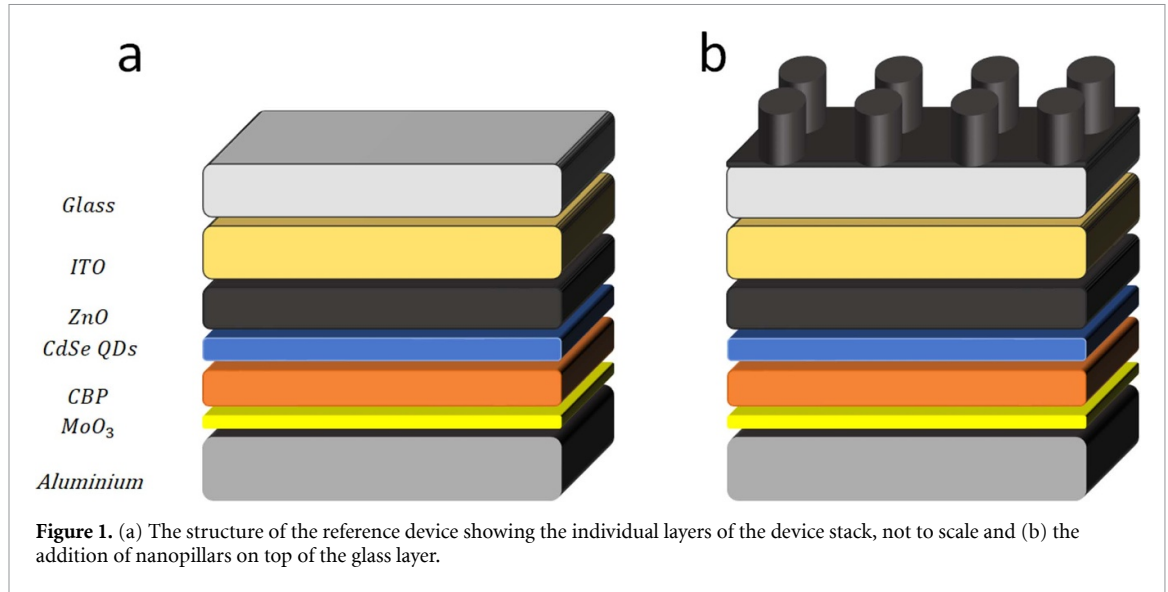 a
b
Glass
ITO
ZnO
CdSe QDs
CBP
MoO₃
Aluminium
Figure 1. (a) The structure of the reference device showing the individual layers of the device stack, not to scale and (b) the
addition of nanopillars on top of the glass layer.